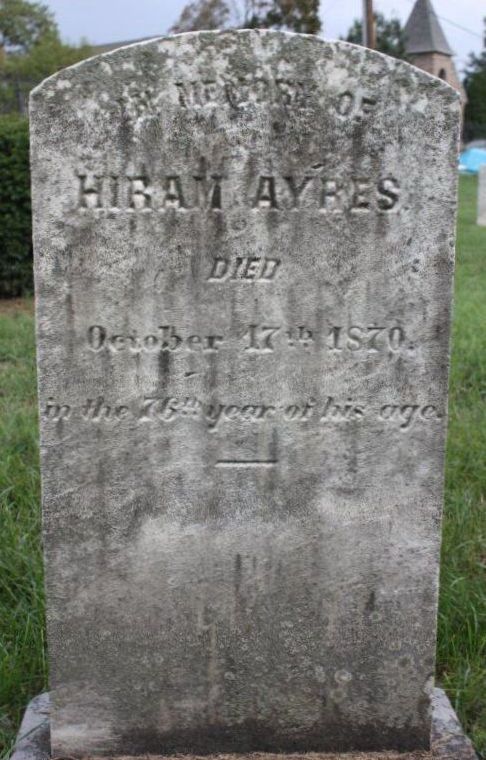 IN MEMORY OF
HIRAM AYRES.
DIED
October 17th 1870.
in the 76th year of his age.